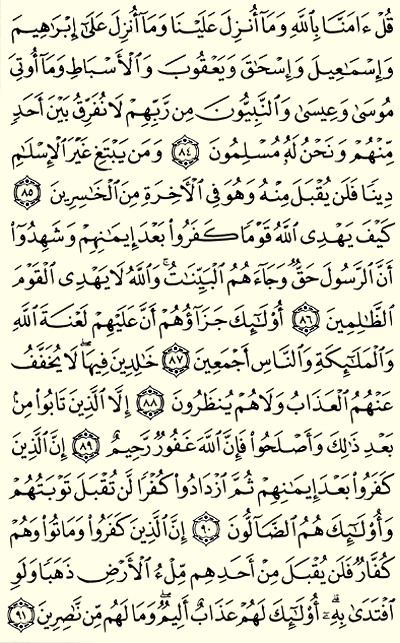 قُلْ ءَامَنَّا بِٱللَّهِ وَمَآ أُنزِلَ عَلَيْنَا وَمَآ أُنزِلَ عَلَىٰٓ إِبْرَٰهِيمَ
وَإِسْمَٰعِيلَ وَإِسْحَٰقَ وَيَعْقُوبَ وَٱلْأَسْبَاطِ وَمَآ أُوتِىَ
مُوسَىٰ وَعِيسَىٰ وَٱلنَّبِيُّونَ مِن رَّبِّهِمْ لَا نُفَرِّقُ بَيْنَ أَحَدٍ
مِّنْهُمْ وَنَحْنُ لَهُۥ مُسْلِمُونَ ٨٤ وَمَن يَبْتَغِ غَيْرَ ٱلْإِسْلَٰمِ
دِينًا فَلَن يُقْبَلَ مِنْهُ وَهُوَ فِى ٱلْءَاخِرَةِ مِنَ ٱلْخَٰسِرِينَ ٨٥
كَيْفَ يَهْدِى ٱللَّهُ قَوْمًا كَفَرُوا۟ بَعْدَ إِيمَٰنِهِمْ وَشَهِدُوٓا۟
أَنَّ ٱلرَّسُولَ حَقٌّ وَجَآءَهُمُ ٱلْبَيِّنَٰتُ ۚ وَٱللَّهُ لَا يَهْدِى ٱلْقَوْمَ
ٱلظَّٰلِمِينَ ٨٦ أُو۟لَٰٓئِكَ جَزَآؤُهُمْ أَنَّ عَلَيْهِمْ لَعْنَةَ ٱللَّهِ
وَٱلْمَلَٰٓئِكَةِ وَٱلنَّاسِ أَجْمَعِينَ ٨٧ خَٰلِدِينَ فِيهَا لَا يُخَفَّفُ
عَنْهُمُ ٱلْعَذَابُ وَلَا هُمْ يُنظَرُونَ ٨٨ إِلَّا ٱلَّذِينَ تَابُوا۟ مِنۢ
بَعْدِ ذَٰلِكَ وَأَصْلَحُوا۟ فَإِنَّ ٱللَّهَ غَفُورٌ رَّحِيمٌ ٨٩ إِنَّ ٱلَّذِينَ
كَفَرُوا۟ بَعْدَ إِيمَٰنِهِمْ ثُمَّ ٱزْدَادُوا۟ كُفْرًا لَّن تُقْبَلَ تَوْبَتُهُمْ
وَأُو۟لَٰٓئِكَ هُمُ ٱلضَّآلُّونَ ٩٠ إِنَّ ٱلَّذِينَ كَفَرُوا۟ وَمَاتُوا۟ وَهُمْ
كُفَّارٌ فَلَن يُقْبَلَ مِنْ أَحَدِهِم مِّلْءُ ٱلْأَرْضِ ذَهَبًا وَلَوِ
ٱفْتَدَىٰ بِهِۦٓ ۗ أُو۟لَٰٓئِكَ لَهُمْ عَذَابٌ أَلِيمٌ ۖ وَمَا لَهُم مِّن نَّٰصِرِينَ ٩١